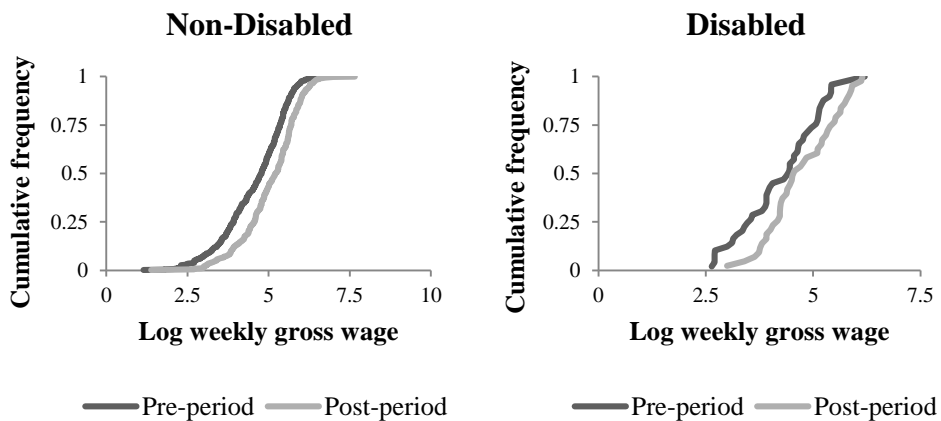 Non-Disabled
Cumulative frequency
1
0.75
0.5
0.25
0
0 2.5 5 7.5 10
Log weekly gross wage
Pre-period Post-period
Disabled
Cumulative frequency
1
0.75
0.5
0.25
0
0 2.5 5 7.5
Log weekly gross wage
Pre-period Post-period